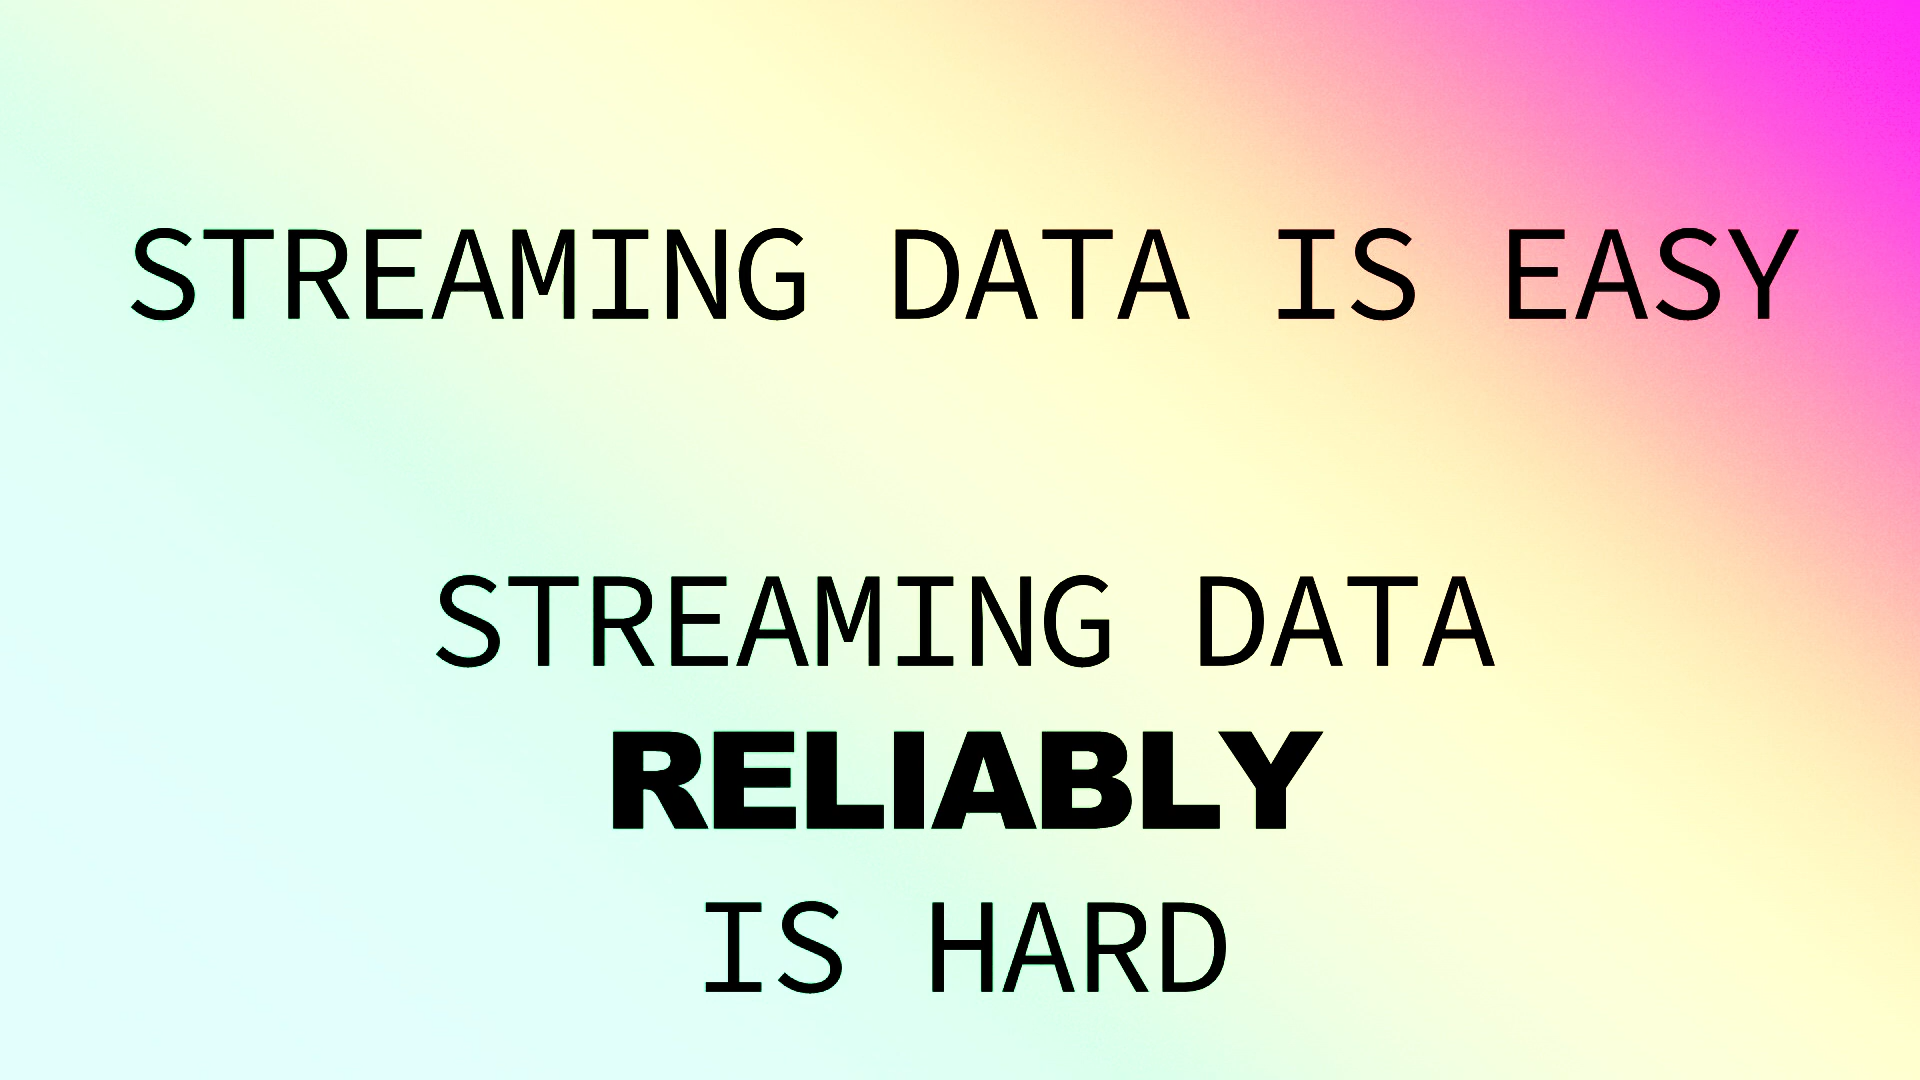 STREAMING DATA IS EASY
STREAMING DATA
RELIABLY
IS HARD